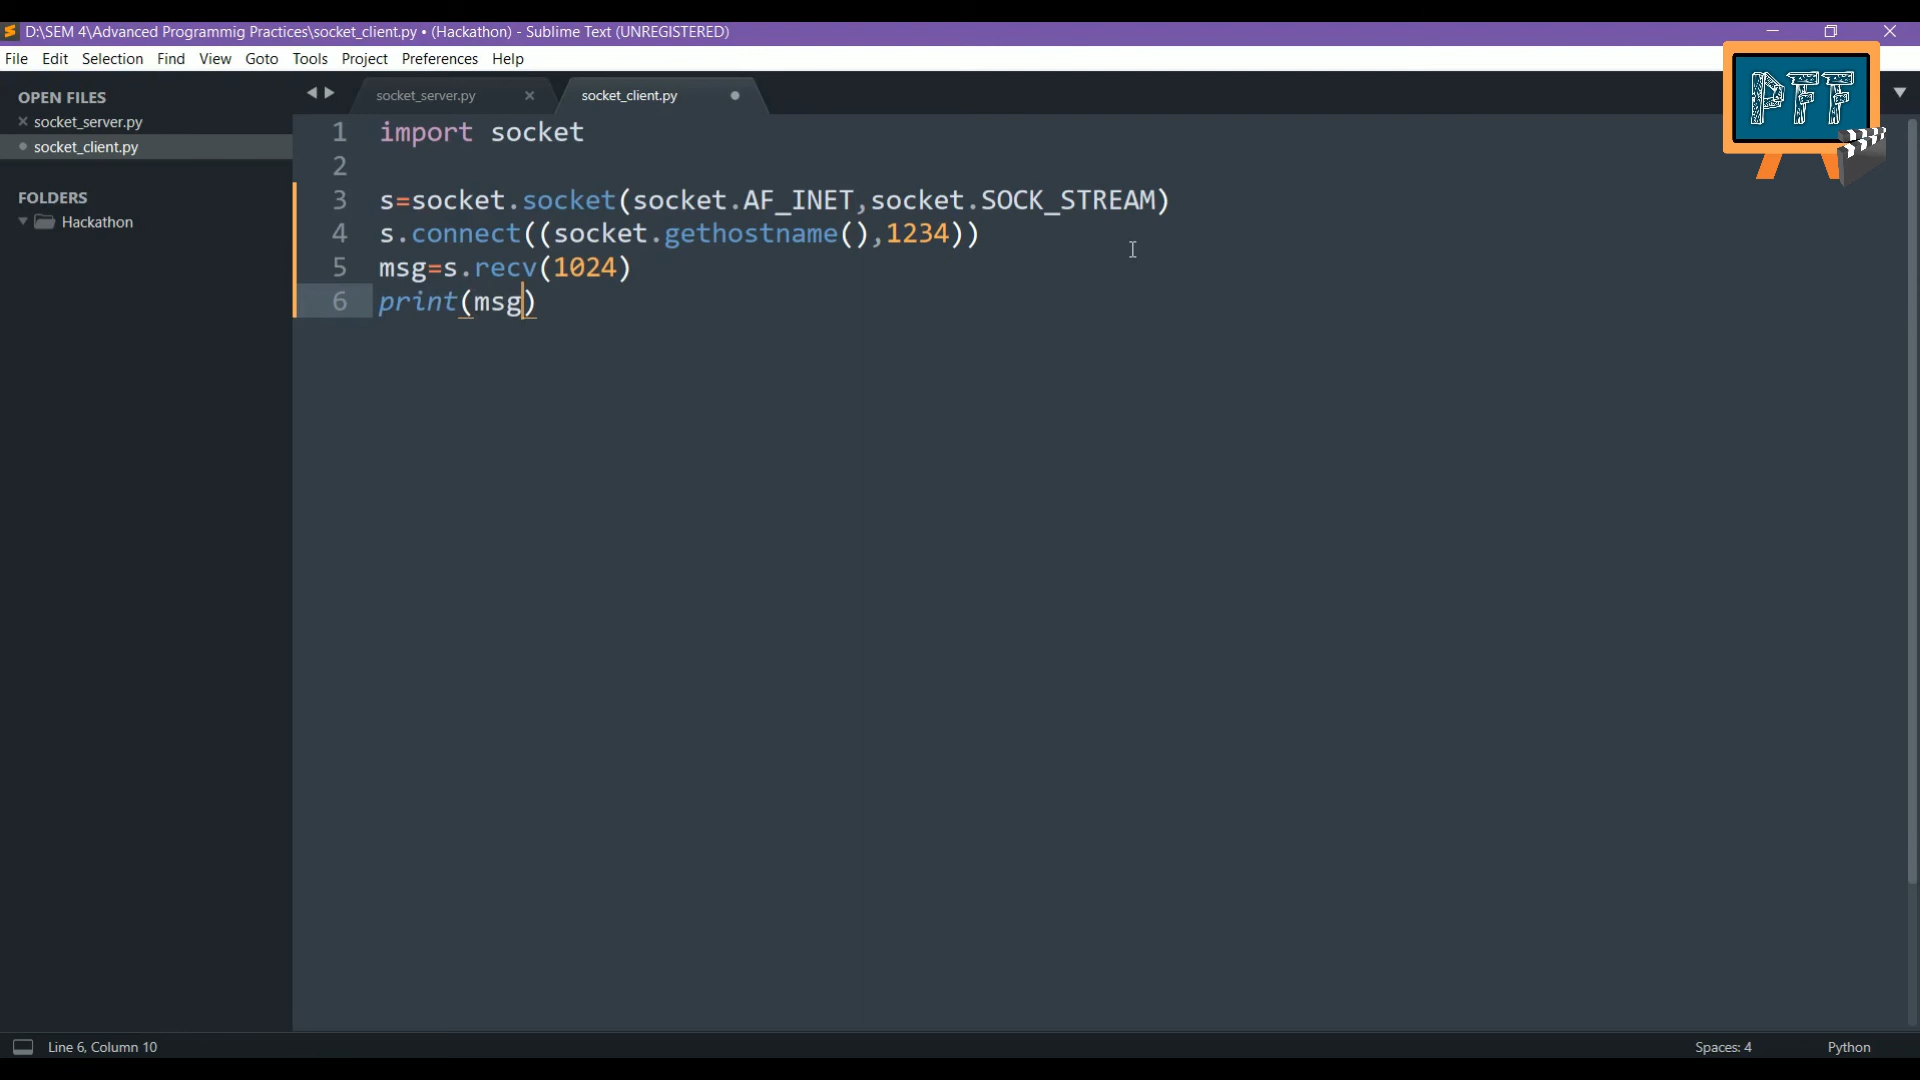 D:\SEM 4\Advanced Programmig Practices\socket_client.py • (Hackathon) - Sublime Text (UNREGISTERED)
File Edit Selection Find View Goto Tools Project Preferences Help
PFF
OPEN FILES
socket_server.py
socket_client.py
FOLDERS
Hackathon
socket_server.py
socket_client.py
1 import socket
2
3 s=socket.socket(socket.AF_INET,socket.SOCK_STREAM)
4 s.connect((socket.gethostname(),1234))
5 msg=s.recv(1024)
6 print(msg)
Line 6, Column 10
Spaces: 4
Python